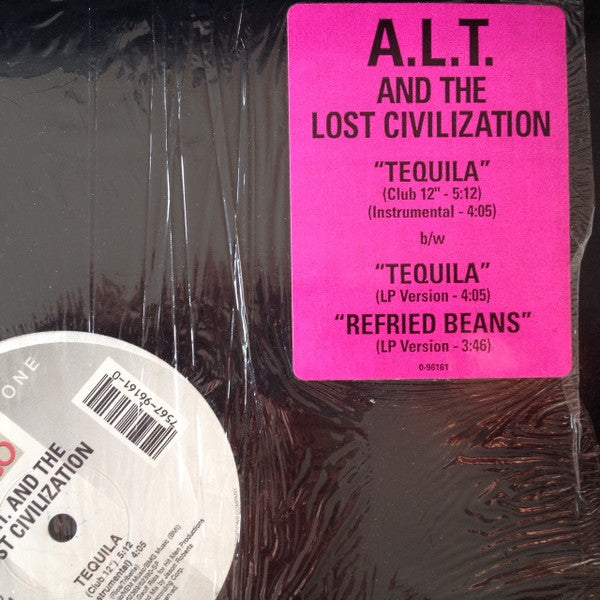 A.L.T.
AND THE
LOST CIVILIZATION
"TEQUILA"
(Club 12" - 5:12)
(Instrumental - 4:05)
b/w
"TEQUILA"
(LP Version - 4:05)
"REFRIED BEANS"
(LP Version - 3:46)
0-96161
ONE
7567-96161-0
.T. AND THE
LOST CIVILIZATION
TEQUILA
(Club 12") 5:12
(Instrumental) 4:05